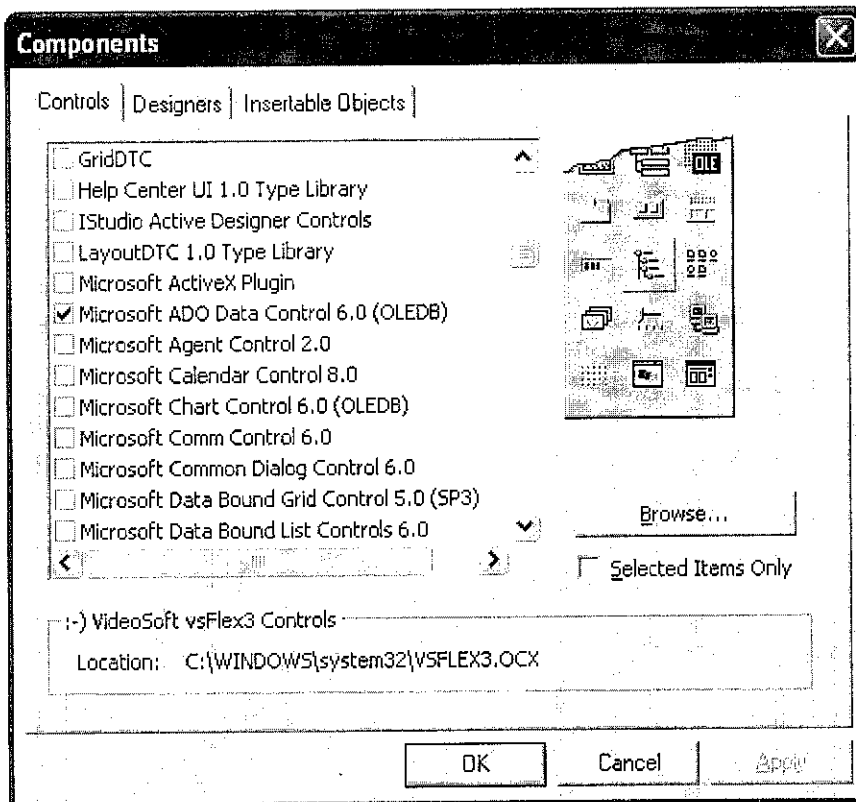 Components
Controls
Designers
Insertable Objects
GridDTC
Help Center UI 1.0 Type Library
IStudio Active Designer Controls
LayoutDTC 1.0 Type Library
Microsoft ActiveX Plugin
Microsoft ADO Data Control 6.0 (OLEDB)
Microsoft Agent Control 2.0
Microsoft Calendar Control 8.0
Microsoft Chart Control 6.0 (OLEDB)
Microsoft Comm Control 6.0
Microsoft Common Dialog Control 6.0
Microsoft Data Bound Grid Control 5.0 (SP3)
Microsoft Data Bound List Controls 6.0
OLE
Browse...
Selected Items Only
:-) VideoSoft vsFlex3 Controls
Location: C:\WINDOWS\system32\VSFLEX3.OCX
OK
Cancel
Apply